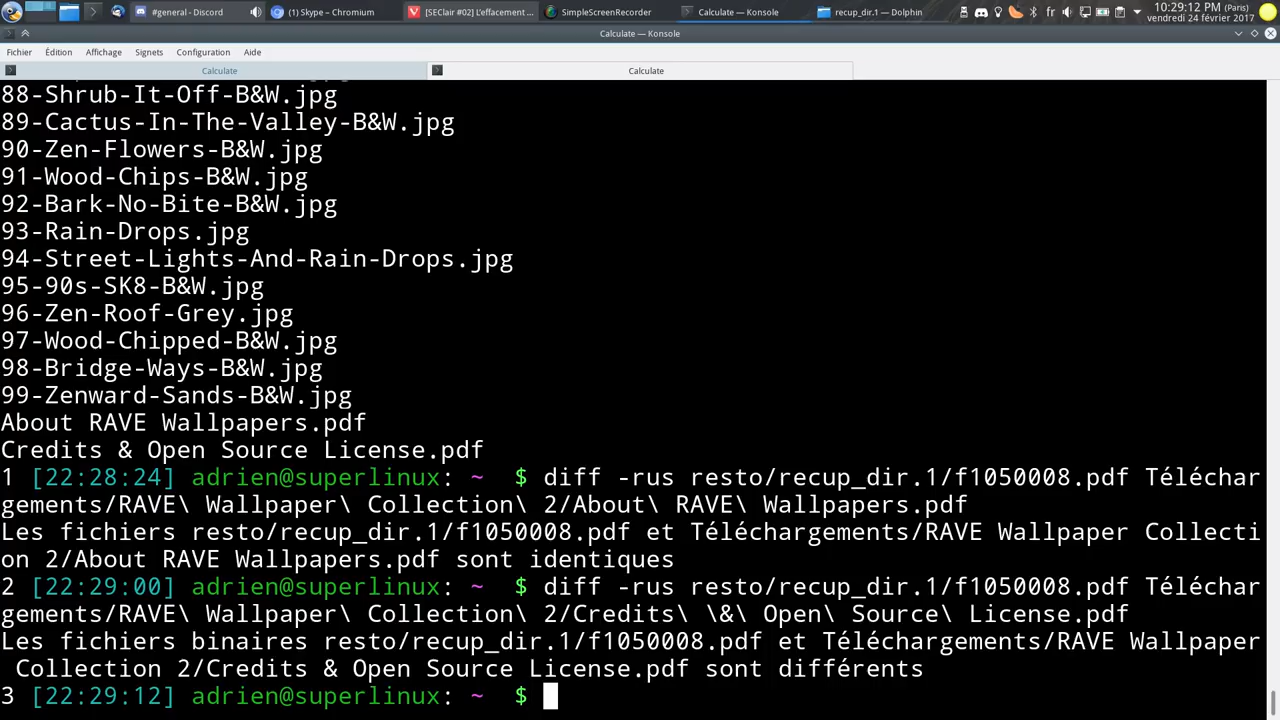 #general - Discord
(1) Skype – Chromium
[SEClair #02] L'effacement ...
SimpleScreenRecorder
Calculate — Konsole
recup_dir.1 — Dolphin
fr
10:29:12 PM (Paris)
vendredi 24 février 2017
Calculate — Konsole
Fichier Édition Affichage Signets Configuration Aide
Calculate
Calculate
88-Shrub-It-Off-B&W.jpg
89-Cactus-In-The-Valley-B&W.jpg
90-Zen-Flowers-B&W.jpg
91-Wood-Chips-B&W.jpg
92-Bark-No-Bite-B&W.jpg
93-Rain-Drops.jpg
94-Street-Lights-And-Rain-Drops.jpg
95-90s-SK8-B&W.jpg
96-Zen-Roof-Grey.jpg
97-Wood-Chipped-B&W.jpg
98-Bridge-Ways-B&W.jpg
99-Zenward-Sands-B&W.jpg
About RAVE Wallpapers.pdf
Credits & Open Source License.pdf
1 [22:28:24] adrien@superlinux: ~ $ diff -rus resto/recup_dir.1/f1050008.pdf Téléchar
gements/RAVE\ Wallpaper\ Collection\ 2/About\ RAVE\ Wallpapers.pdf
Les fichiers resto/recup_dir.1/f1050008.pdf et Téléchargements/RAVE Wallpaper Collecti
on 2/About RAVE Wallpapers.pdf sont identiques
2 [22:29:00] adrien@superlinux: ~ $ diff -rus resto/recup_dir.1/f1050008.pdf Téléchar
gements/RAVE\ Wallpaper\ Collection\ 2/Credits\ \&\ Open\ Source\ License.pdf
Les fichiers binaires resto/recup_dir.1/f1050008.pdf et Téléchargements/RAVE Wallpaper
Collection 2/Credits & Open Source License.pdf sont différents
3 [22:29:12] adrien@superlinux: ~ $